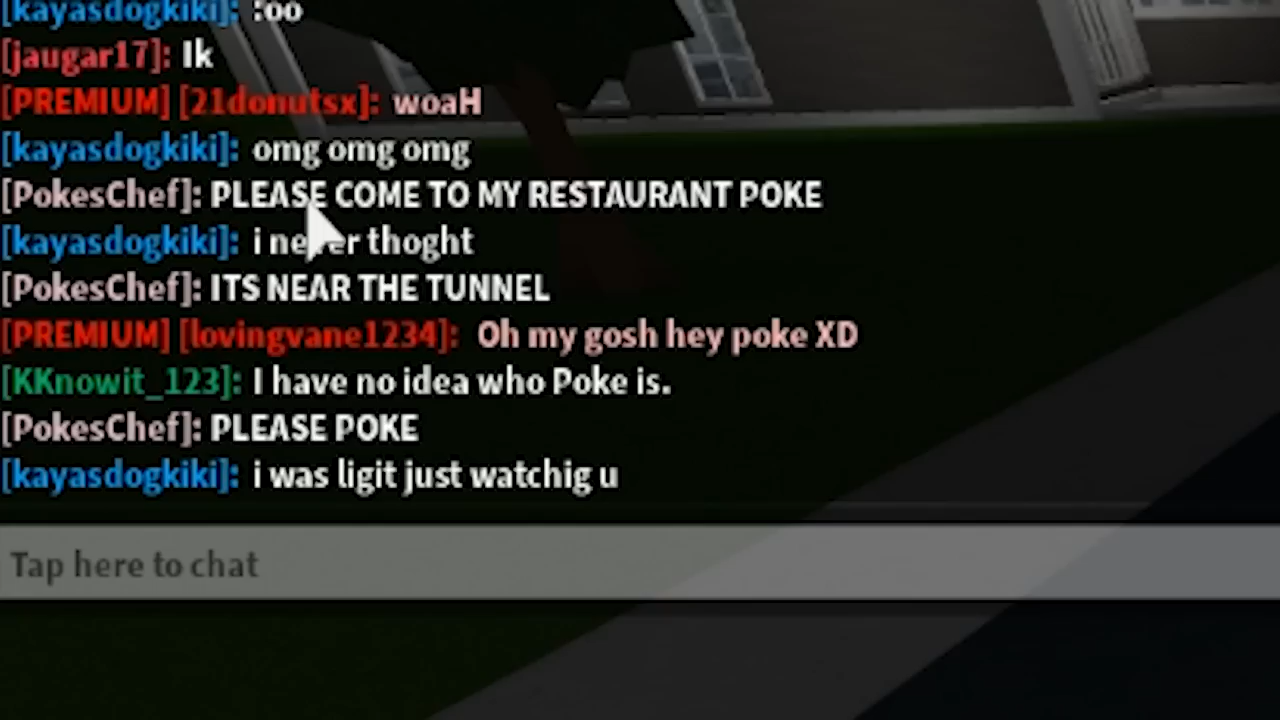 [kayasdogkiki]: :oo
[jaugar17]: Ik
[PREMIUM] [21donutsx]: woaH
[kayasdogkiki]: omg omg omg
[PokesChef]: PLEASE COME TO MY RESTAURANT POKE
[kayasdogkiki]: i never thoght
[PokesChef]: ITS NEAR THE TUNNEL
[PREMIUM] [lovingvane1234]: Oh my gosh hey poke XD
[KKnowit_123]: I have no idea who Poke is.
[PokesChef]: PLEASE POKE
[kayasdogkiki]: i was ligit just watchig u
Tap here to chat